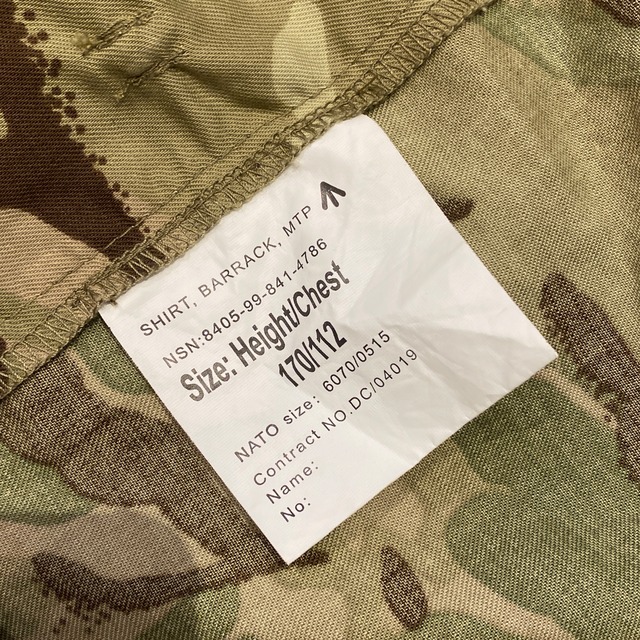 SHIRT, BARRACK, MTP
NSN:8405-99-841-4786
Size: Height/Chest
170/112
NATO size: 6070/0515
Contract NO.DC/04019
Name:
No: